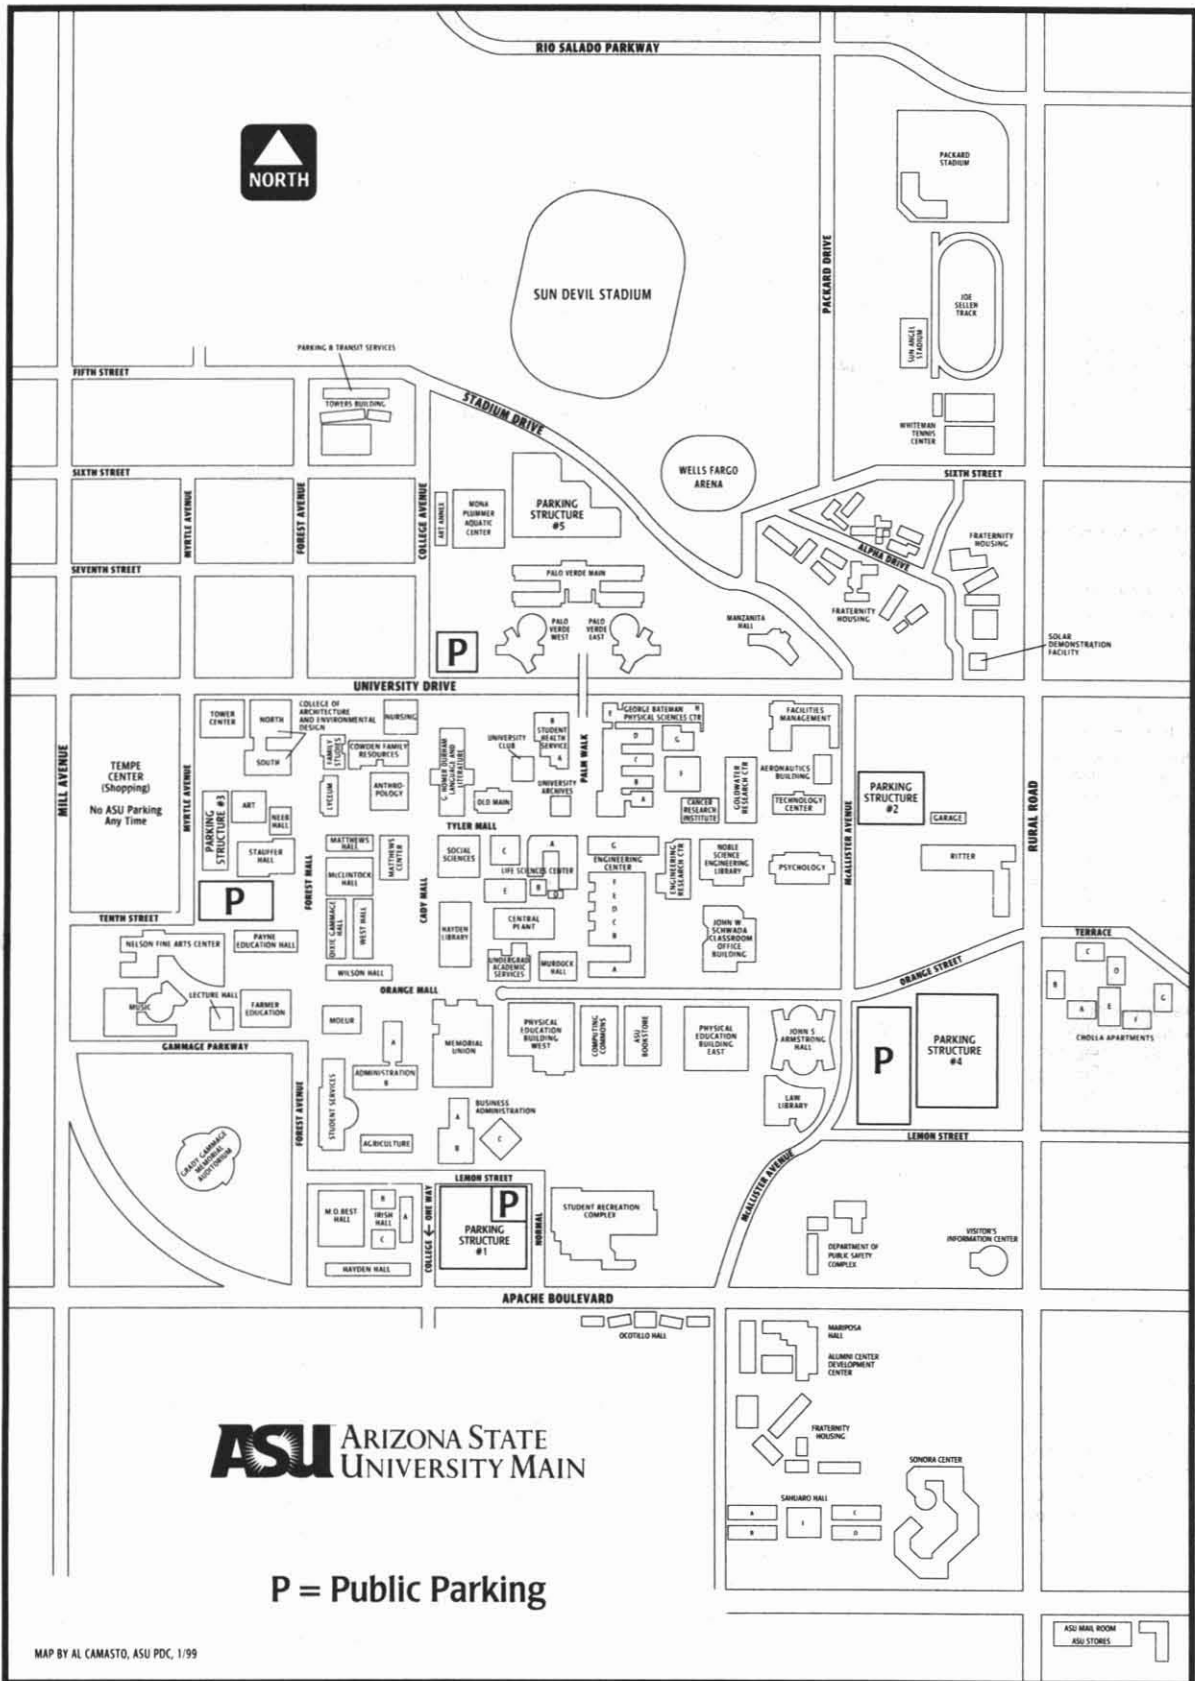 RIO SALADO PARKWAY
NORTH
PACKARD
STADIUM
PACKARD DRIVE
SUN DEVIL STADIUM
JOE
SELLEH
TRACK
SUN ANGEL
STADIUM
PARKING & TRANSIT SERVICES
FIFTH STREET
TOWERS BUILDING
STADIUM DRIVE
WHITEMAN
TENNIS
CENTER
WELLS FARGO
ARENA
SIXTH STREET
SIXTH STREET
MYRTLE AVENUE
FOREST AVENUE
COLLEGE AVENUE
ART ANNEX
MONA
PLUMMER
AQUATIC
CENTER
PARKING
STRUCTURE
#5
ALPHA DRIVE
FRATERNITY
HOUSING
SEVENTH STREET
PALO VERDE MAIN
FRATERNITY
HOUSING
PALO
VERDE
WEST
PALO
VERDE
EAST
MANZANITA
HALL
SOLAR
DEMONSTRATION
FACILITY
P
UNIVERSITY DRIVE
MILL AVENUE
TEMPE
CENTER
(Shopping)
No ASU Parking
Any Time
MYRTLE AVENUE
TOWER
CENTER
NORTH
SOUTH
COLLEGE OF
ARCHITECTURE
AND ENVIRONMENTAL
DESIGN
NURSING
FAMILY
STUDIES
COWDEN FAMILY
RESOURCES
LYCEUM
ANTHRO-
POLOGY
G. HOMER DURHAM
LANGUAGE AND
LITERATURE
UNIVERSITY
CLUB
B
STUDENT
HEALTH
SERVICE
A
PALM WALK
OLD MAIN
UNIVERSITY
ARCHIVES
GEORGE BATEMAN H
PHYSICAL SCIENCES CTR
E
D
G
C
F
B
A
CANCER
RESEARCH
INSTITUTE
GOLDWATER
RESEARCH CTR
FACILITIES
MANAGEMENT
AERONAUTICS
BUILDING
TECHNOLOGY
CENTER
McALLISTER AVENUE
PARKING
STRUCTURE
#2
GARAGE
RURAL ROAD
PARKING
STRUCTURE #3
ART
NEEB
HALL
STAUFFER
HALL
P
TYLER MALL
FOREST MALL
MATTHEWS
HALL
McCLINTOCK
HALL
MATTHEWS
CENTER
CADY MALL
SOCIAL
SCIENCES
C
A
LIFE SCIENCES CENTER
E
B
D
G
ENGINEERING
CENTER
F
E
D
C
B
A
ENGINEERING
RESEARCH CTR
NOBLE
SCIENCE
ENGINEERING
LIBRARY
PSYCHOLOGY
RITTER
DIXIE GAMMAGE
HALL
WEST HALL
HAYDEN
LIBRARY
CENTRAL
PLANT
JOHN W
SCHWADA
CLASSROOM
OFFICE
BUILDING
TENTH STREET
NELSON FINE ARTS CENTER
PAYNE
EDUCATION HALL
WILSON HALL
UNDERGRAD
ACADEMIC
SERVICES
MURDOCK
HALL
TERRACE
C
D
B
A
E
F
G
CHOLLA APARTMENTS
ORANGE STREET
ORANGE MALL
MUSIC
LECTURE HALL
FARMER
EDUCATION
MOEUR
A
ADMINISTRATION
B
MEMORIAL
UNION
PHYSICAL
EDUCATION
BUILDING
WEST
COMPUTING
COMMONS
ASU
BOOKSTORE
PHYSICAL
EDUCATION
BUILDING
EAST
JOHN S
ARMSTRONG
HALL
P
PARKING
STRUCTURE
#4
GAMMAGE PARKWAY
FOREST AVENUE
STUDENT SERVICES
LAW
LIBRARY
BUSINESS
ADMINISTRATION
A
B
C
AGRICULTURE
LEMON STREET
GRADY GAMMAGE
MEMORIAL
AUDITORIUM
LEMON STREET
McALLISTER AVENUE
M.O.BEST
HALL
B
IRISH
HALL
A
C
HAYDEN HALL
COLLEGE ← ONE WAY
P
PARKING
STRUCTURE
#1
NORMAL
STUDENT RECREATION
COMPLEX
DEPARTMENT OF
PUBLIC SAFETY
COMPLEX
VISITOR'S
INFORMATION CENTER
APACHE BOULEVARD
OCOTILLO HALL
MARIPOSA
HALL
ALUMNI CENTER
DEVELOPMENT
CENTER
FRATERNITY
HOUSING
SONORA CENTER
SAHUARO HALL
A
B
C
D
ASU ARIZONA STATE
UNIVERSITY MAIN
P = Public Parking
MAP BY AL CAMASTO, ASU PDC, 1/99
ASU MAIL ROOM
ASU STORES